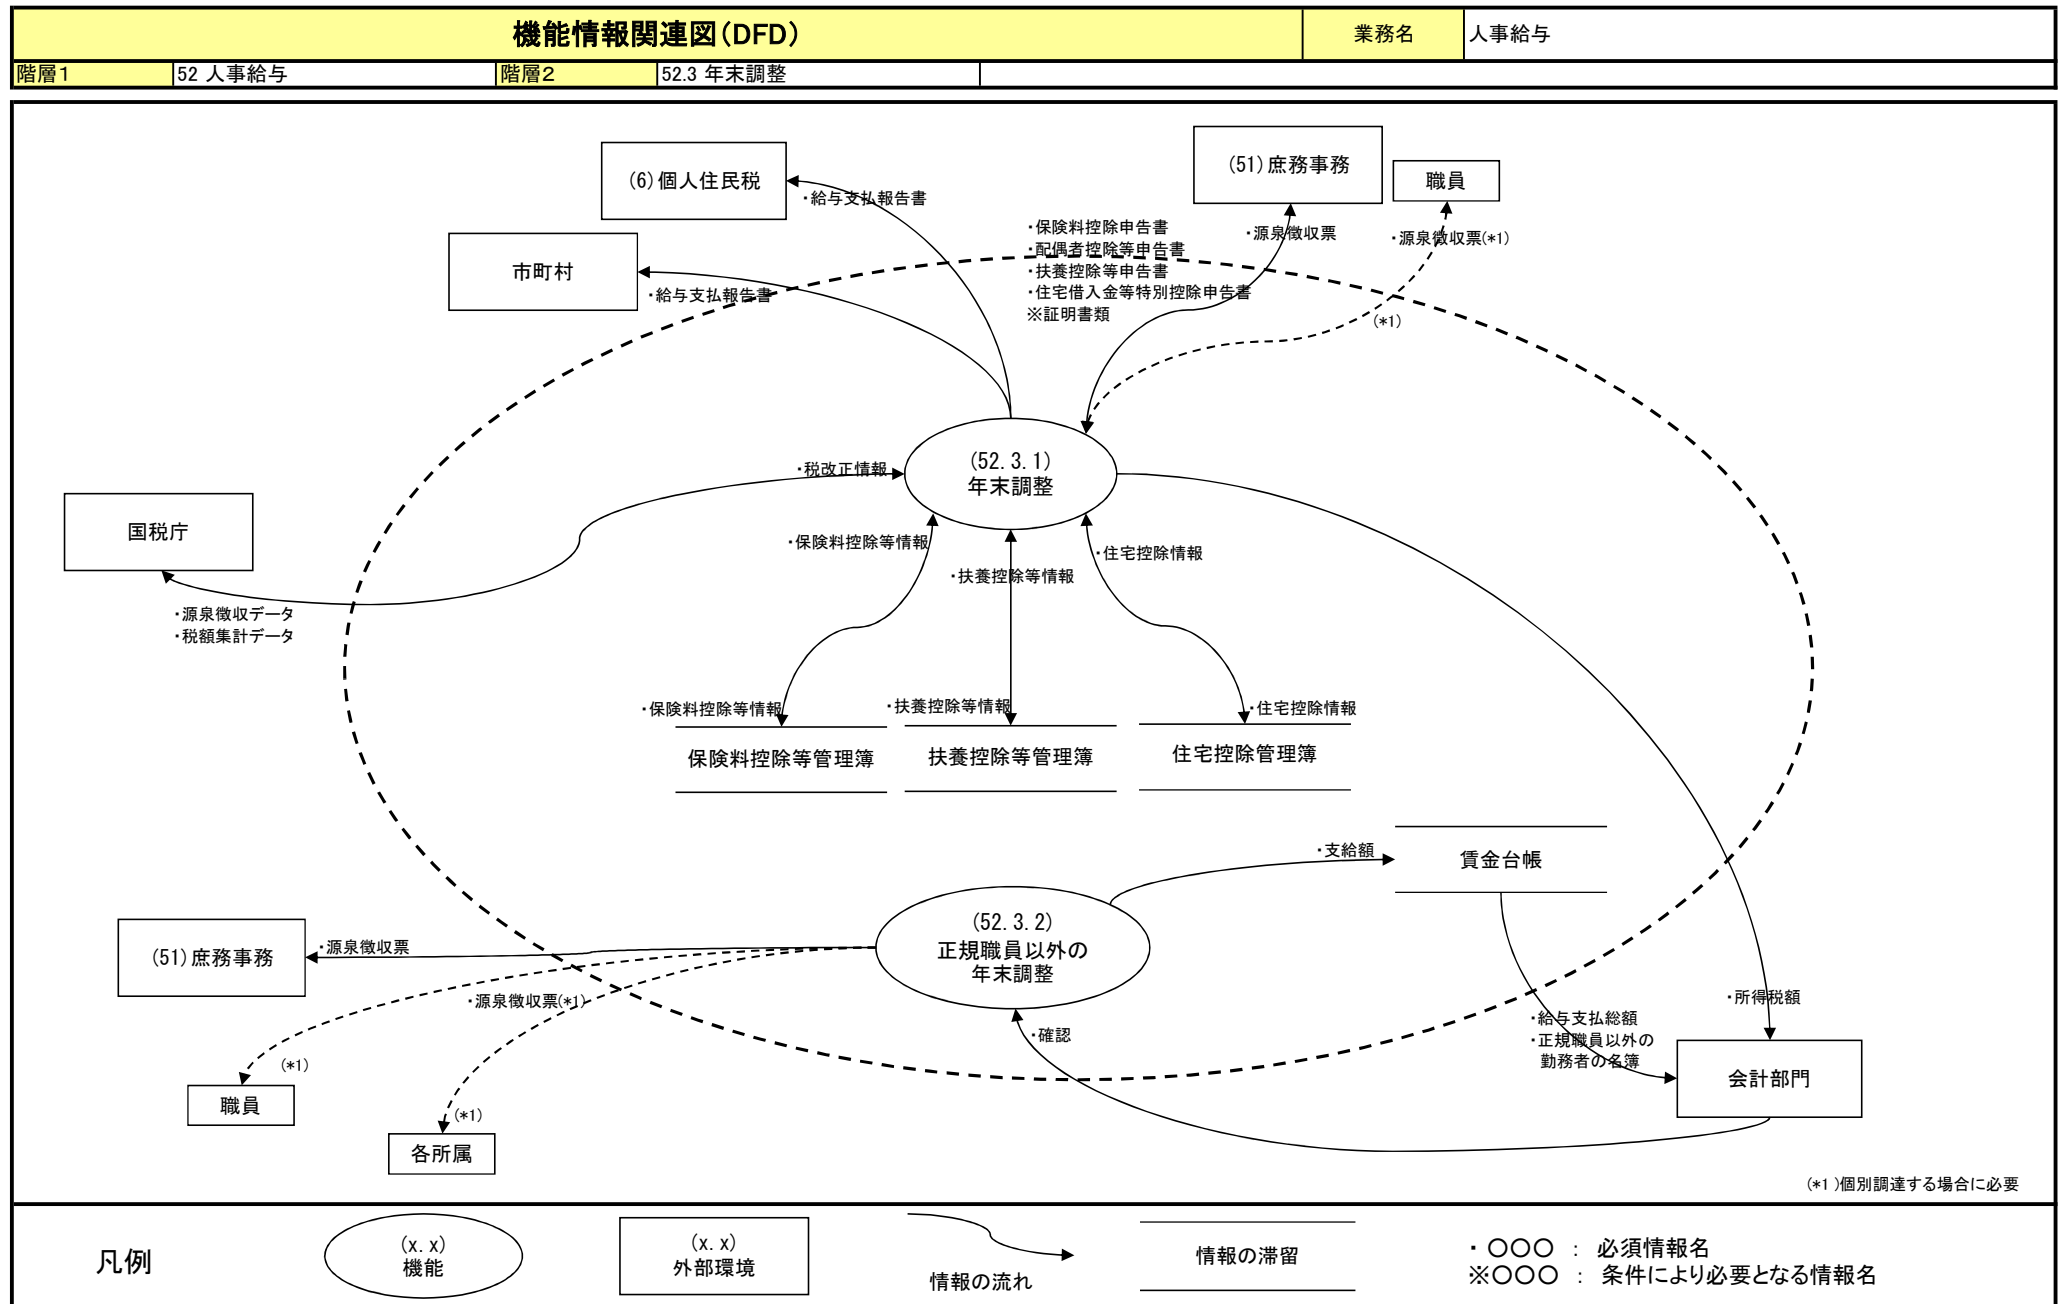 機能情報関連図(DFD)
業務名
人事給与
階層1
52 人事給与
階層2
52.3 年末調整
(6)個人住民税
・給与支払報告書
市町村
・給与支払報告書
(51)庶務事務
職員
・源泉徴収票
・源泉徴収票(*1)
・保険料控除申告書
・配偶者控除等申告書
・扶養控除等申告書
・住宅借入金等特別控除申告書
※証明書類
(*1)
(52.3.1)
年末調整
・税改正情報
国税庁
・源泉徴収データ
・税額集計データ
・保険料控除等情報
・扶養控除等情報
・住宅控除情報
・保険料控除等情報
・扶養控除等情報
・住宅控除情報
保険料控除等管理簿
扶養控除等管理簿
住宅控除管理簿
・支給額
賃金台帳
(52.3.2)
正規職員以外の
年末調整
(51)庶務事務
・源泉徴収票
・源泉徴収票(*1)
(*1)
職員
(*1)
各所属
・確認
・所得税額
・給与支払総額
・正規職員以外の
勤務者の名簿
会計部門
(*1)個別調達する場合に必要
凡例
(x.x)
機能
(x.x)
外部環境
情報の流れ
情報の滞留
・ 〇〇〇 : 必須情報名
※〇〇〇 : 条件により必要となる情報名